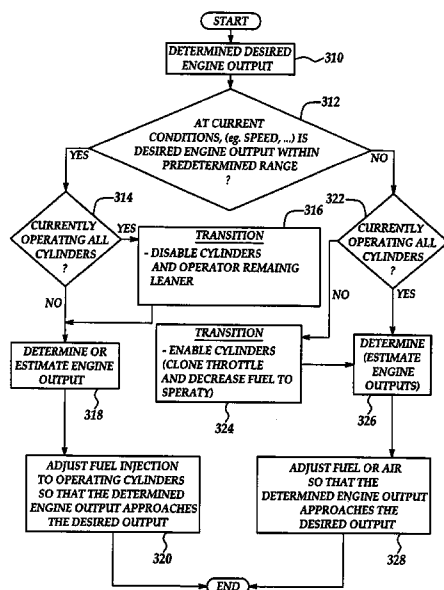 START
DETERMINED DESIRED
ENGINE OUTPUT
310
312
AT CURRENT
CONDITIONS, (eg. SPEED, ...) IS
DESIRED ENGINE OUTPUT WITHIN
PREDETERMINED RANGE
?
YES
NO
314
CURRENTLY
OPERATING ALL
CYLINDERS
?
YES
NO
316
TRANSITION
- DISABLE CYLINDERS
AND OPERATOR REMAINIG
LEANER
322
CURRENTLY
OPERATING ALL
CYLINDERS
?
NO
YES
DETERMINE OR
ESTIMATE ENGINE
OUTPUT
318
TRANSITION
- ENABLE CYLINDERS
(CLONE THROTTLE
AND DECREASE FUEL TO
SPERATY)
324
DETERMINE
(ESTIMATE
ENGINE
OUTPUTS)
326
ADJUST FUEL INJECTION
TO OPERATING CYLINDERS
SO THAT THE DETERMINED
ENGINE OUTPUT APPROACHES
THE DESIRED OUTPUT
320
ADJUST FUEL OR AIR
SO THAT THE
DETERMINED ENGINE OUTPUT
APPROACHES THE
DESIRED OUTPUT
328
END